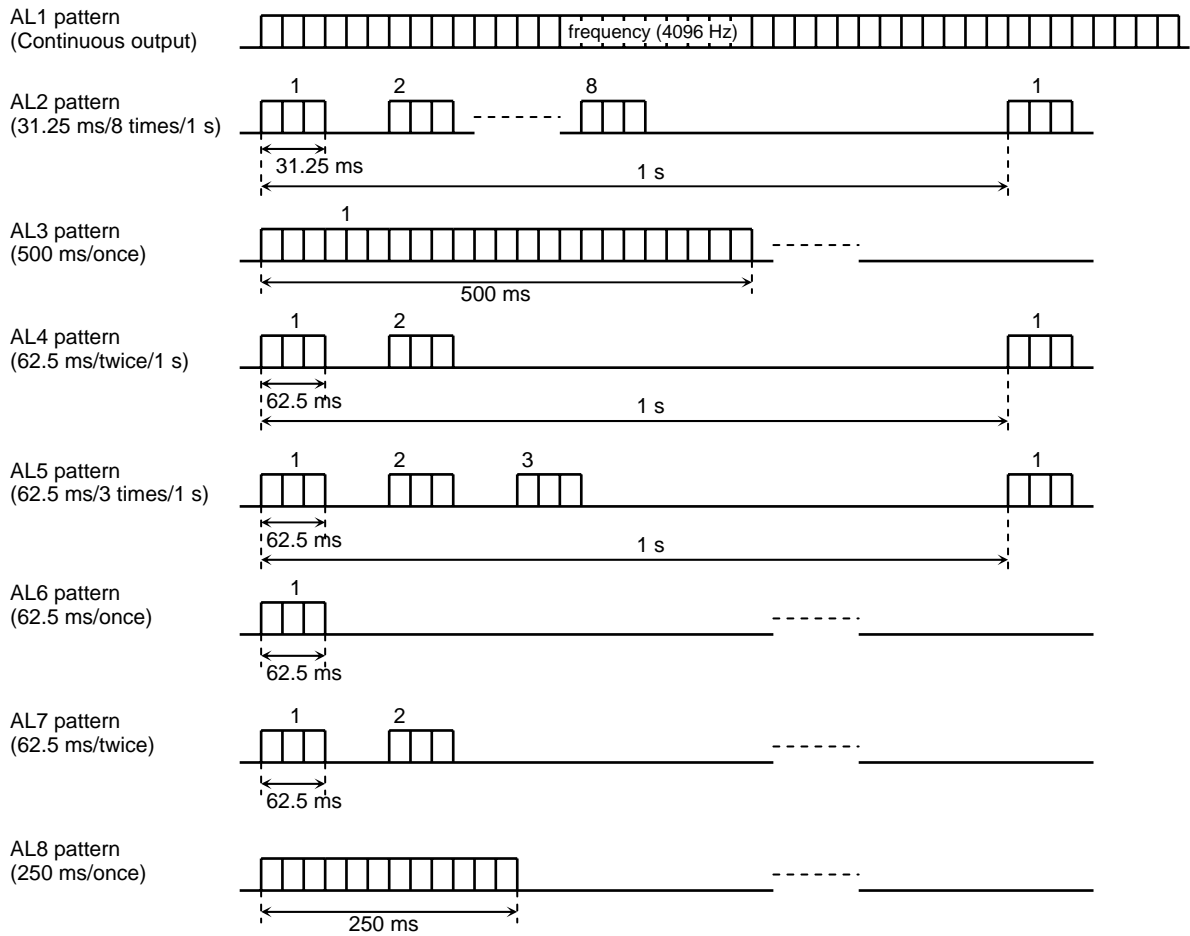 AL1 pattern
(Continuous output)
frequency (4096 Hz)
AL2 pattern
(31.25 ms/8 times/1 s)
1
2
8
1
31.25 ms
1 s
AL3 pattern
(500 ms/once)
1
500 ms
AL4 pattern
(62.5 ms/twice/1 s)
1
2
1
62.5 ms
1 s
AL5 pattern
(62.5 ms/3 times/1 s)
1
2
3
1
62.5 ms
1 s
AL6 pattern
(62.5 ms/once)
1
62.5 ms
AL7 pattern
(62.5 ms/twice)
1
2
62.5 ms
AL8 pattern
(250 ms/once)
250 ms